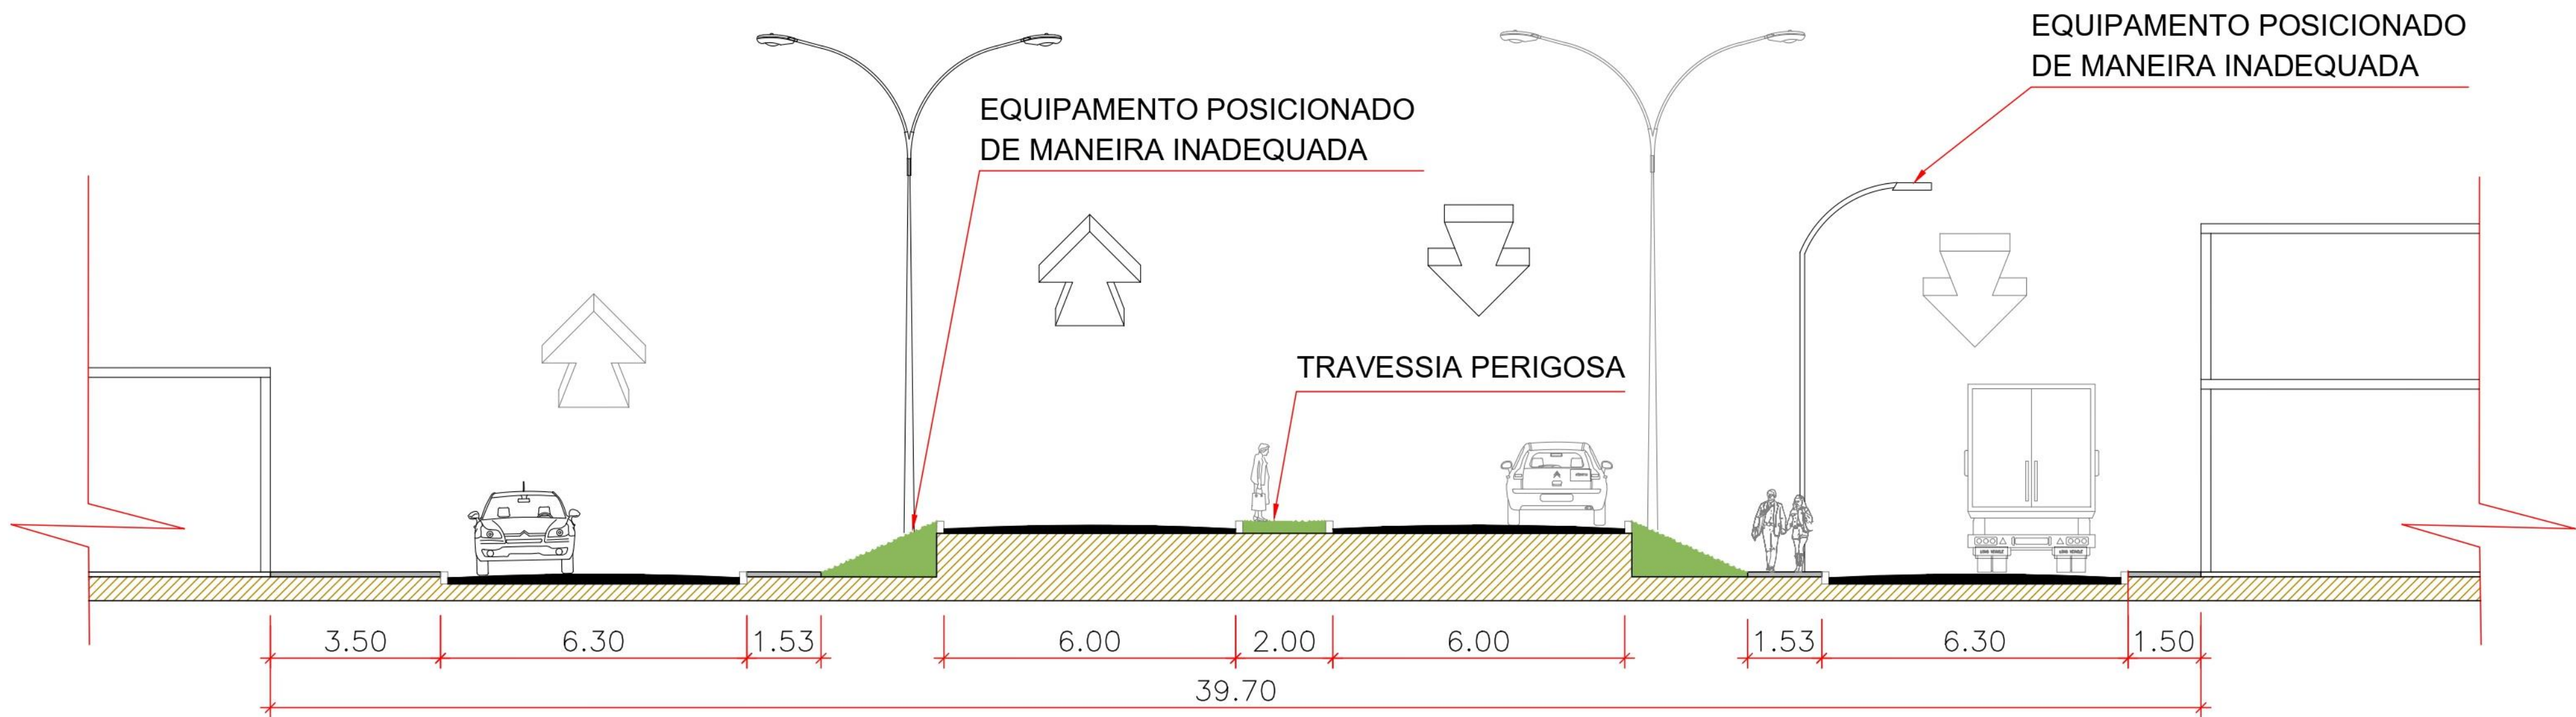 EQUIPAMENTO POSICIONADO
DE MANEIRA INADEQUADA
EQUIPAMENTO POSICIONADO
DE MANEIRA INADEQUADA
TRAVESSIA PERIGOSA
3.50
6.30
1.53
6.00
2.00
6.00
1.53
6.30
1.50
39.70